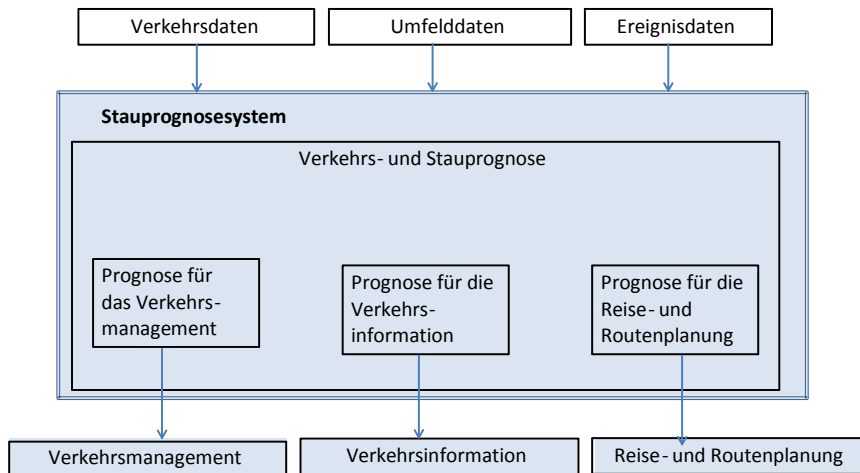 Verkehrsdaten
Umfelddaten
Ereignisdaten
Stauprognosesystem
Verkehrs- und Stauprognose
Prognose für
das Verkehrs-
management
Prognose für die
Verkehrs-
information
Prognose für die
Reise- und
Routenplanung
Verkehrsmanagement
Verkehrsinformation
Reise- und Routenplanung